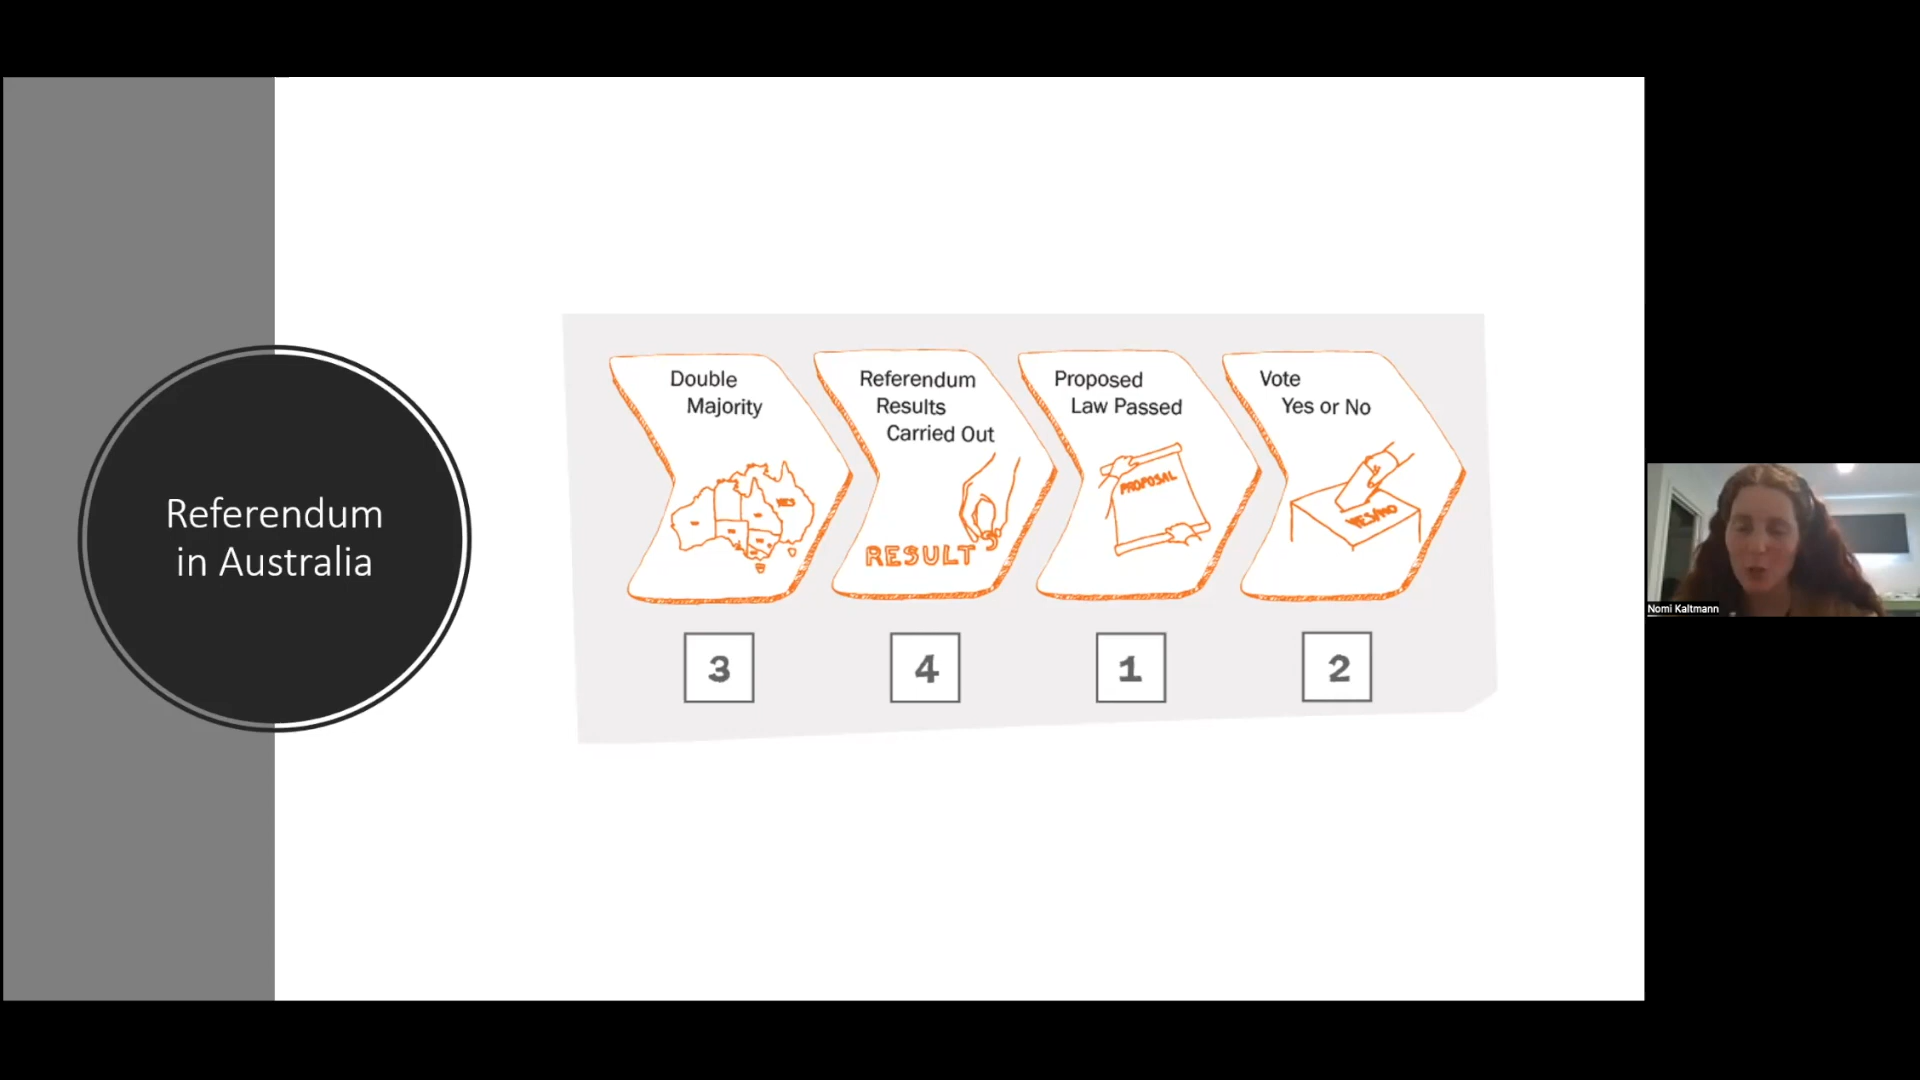 Referendum
in Australia
Double
Majority
YES
3
Referendum
Results
Carried Out
RESULT
4
Proposed
Law Passed
PROPOSAL
1
Vote
Yes or No
YES/NO
2
Nomi Kaltmann